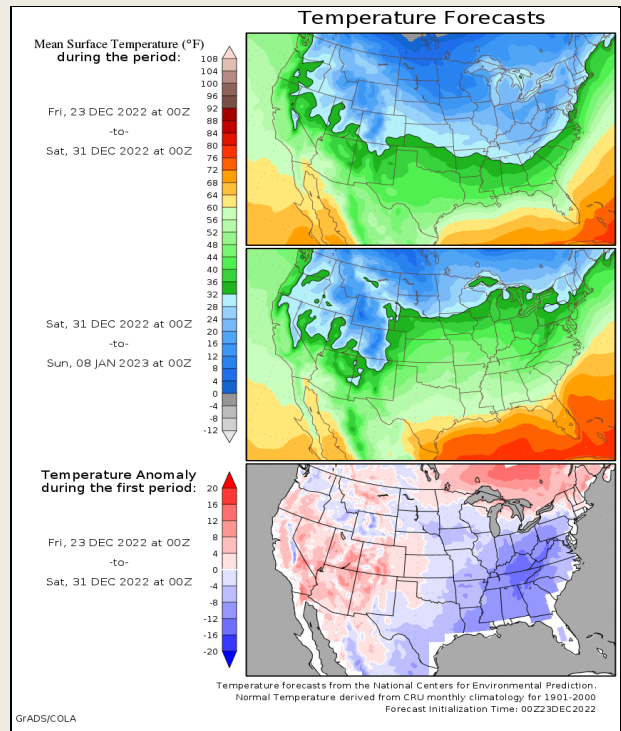 Temperature Forecasts
Mean Surface Temperature (°F)
during the period:
108
104
100
96
92
88
84
80
76
72
68
64
60
56
52
48
44
40
36
32
28
24
20
16
12
8
4
0
-4
-8
-12
Fri, 23 DEC 2022 at 00Z
-to-
Sat, 31 DEC 2022 at 00Z
Sat, 31 DEC 2022 at 00Z
-to-
Sun, 08 JAN 2023 at 00Z
Temperature Anomaly
during the first period:
20
16
12
8
4
0
-4
-8
-12
-16
-20
Fri, 23 DEC 2022 at 00Z
-to-
Sat, 31 DEC 2022 at 00Z
Temperature forecasts from the National Centers for Environmental Prediction.
Normal Temperature derived from CRU monthly climatology for 1901-2000
Forecast Initialization Time: 00Z23DEC2022
GrADS/COLA